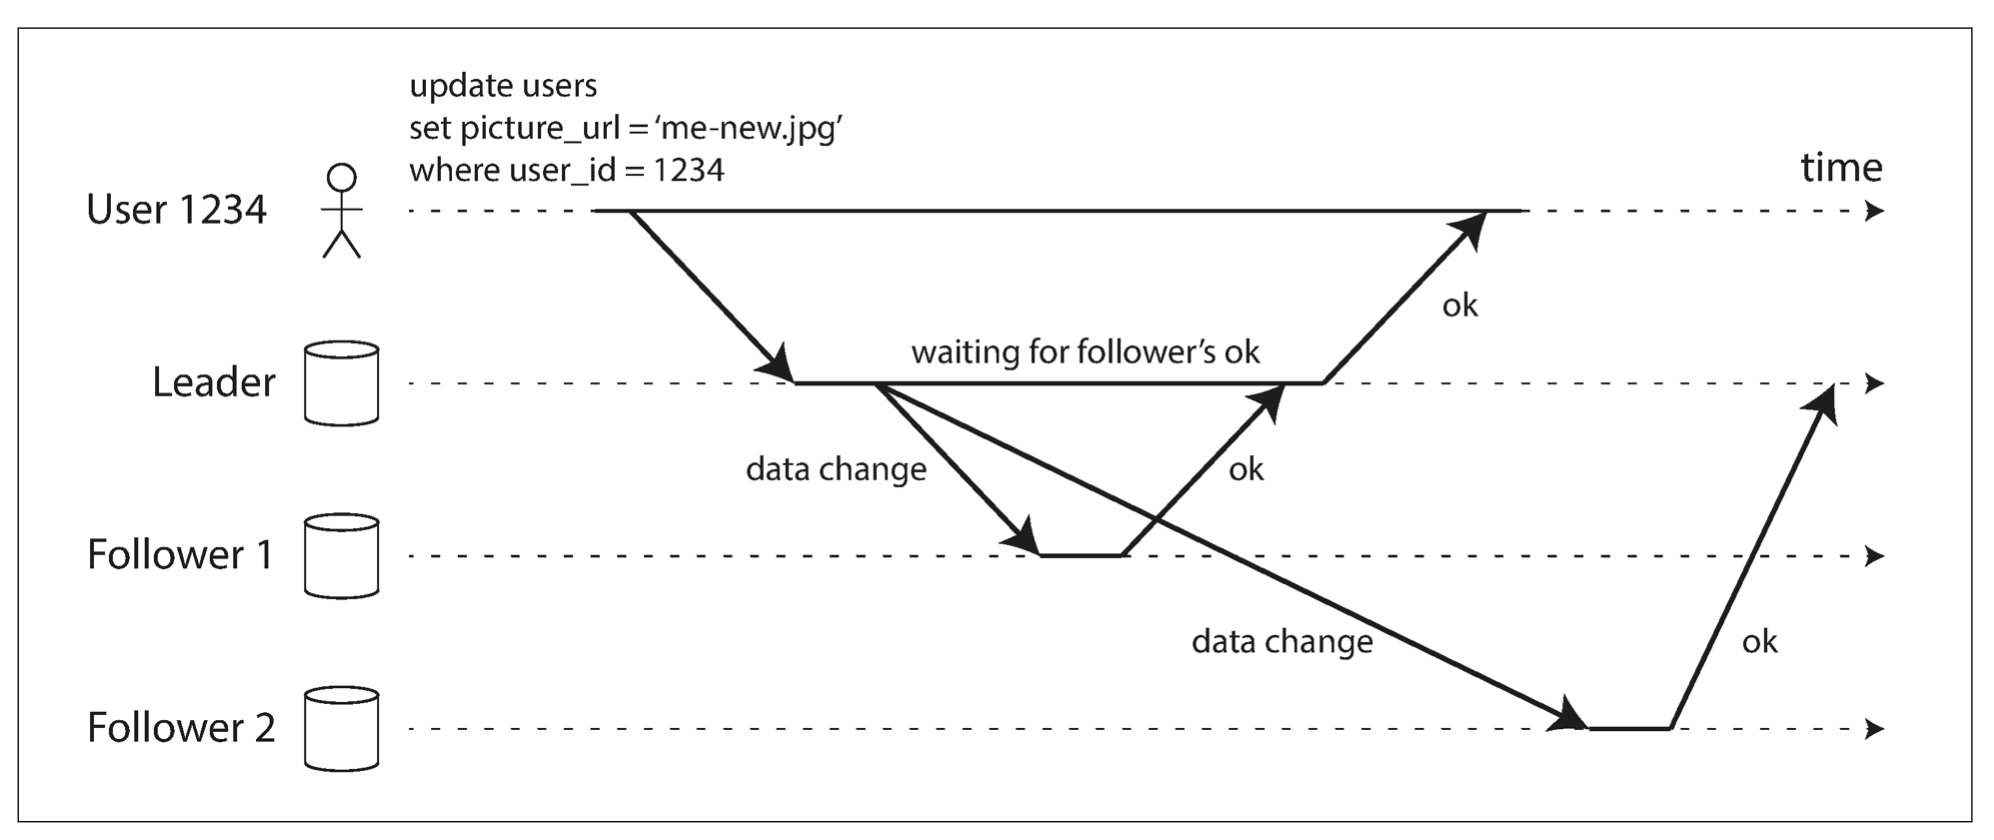 update users
set picture_url = ‘me-new.jpg’
where user_id = 1234
time
User 1234
ok
waiting for follower’s ok
Leader
data change
ok
Follower 1
data change
ok
Follower 2